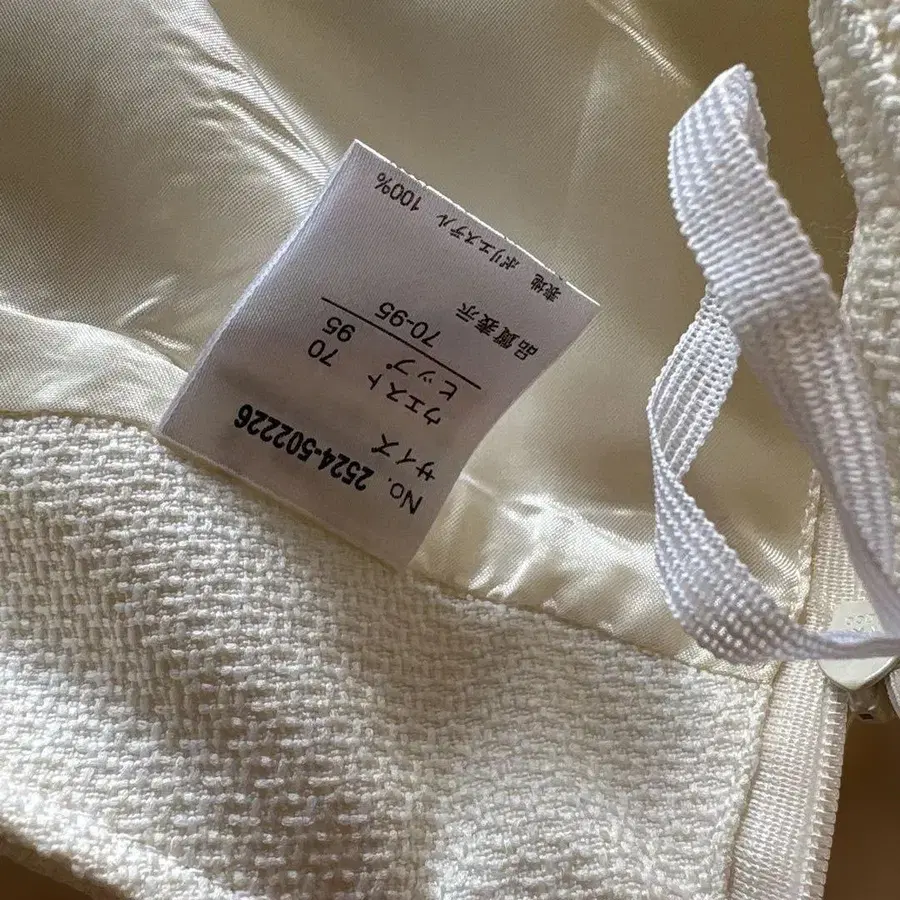 No. 2524-502226
サイズ
ウエスト 70
ヒップ 95
70-95
品質表示
表地 ポリエステル 100%